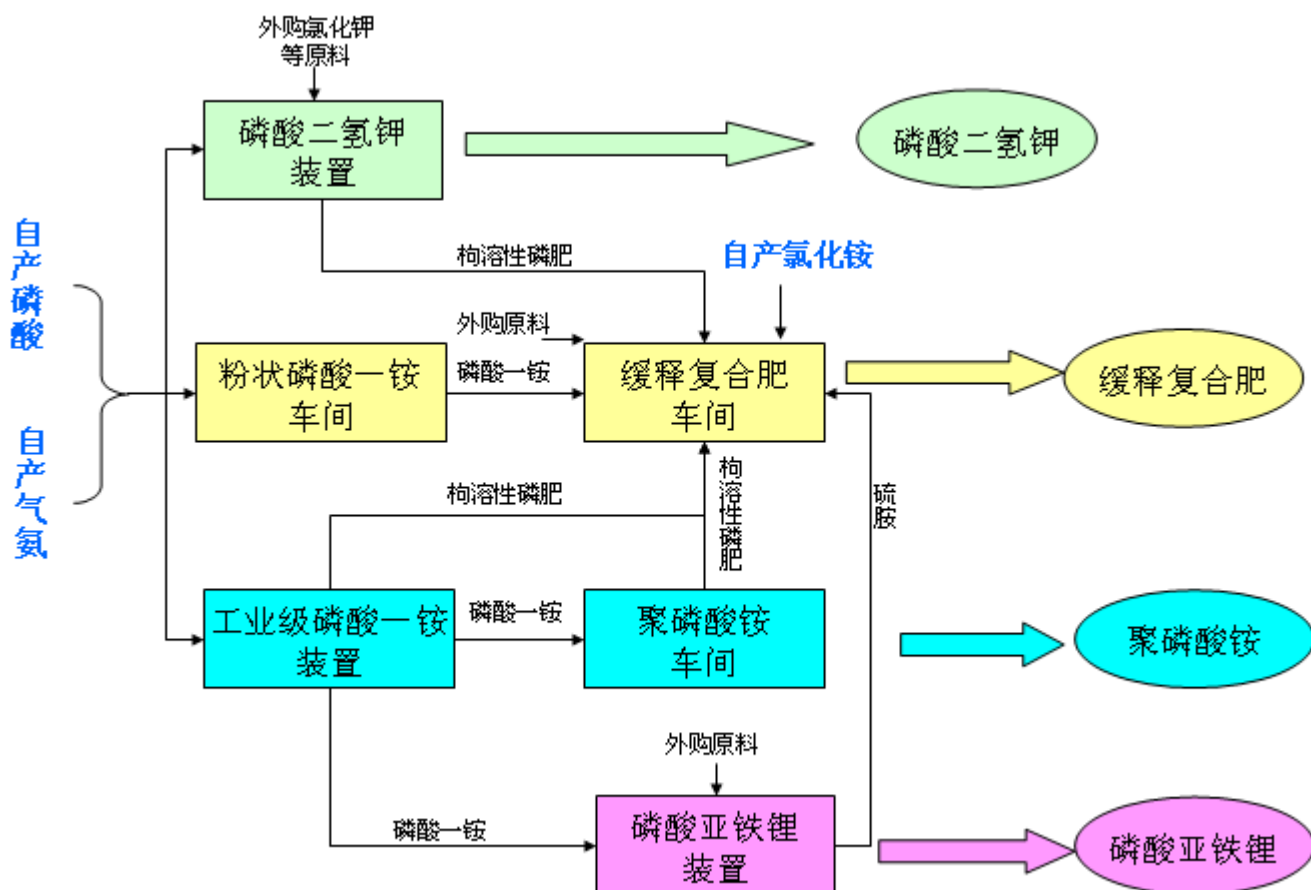 外购氯化钾
等原料
磷酸二氢钾
装置
磷酸二氢钾
自产磷酸
枸溶性磷肥
自产氯化铵
外购原料
粉状磷酸一铵
车间
磷酸一铵
缓释复合肥
车间
缓释复合肥
自产气氨
枸溶性磷肥
枸溶性磷肥
硫胺
工业级磷酸一铵
装置
磷酸一铵
聚磷酸铵
车间
聚磷酸铵
外购原料
磷酸一铵
磷酸亚铁锂
装置
磷酸亚铁锂